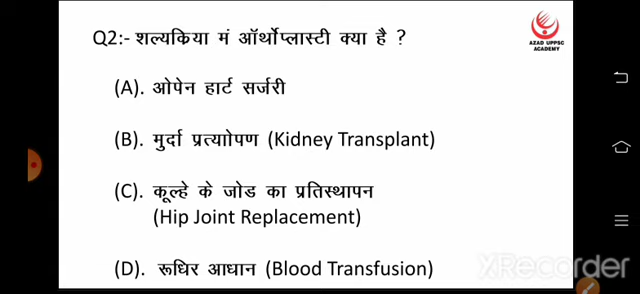 Q2:- शल्यकिया मं ऑर्थोप्लास्टी क्या है ?
AZAD UPPSC
ACADEMY
(A). ओपेन हार्ट सर्जरी
(B). मुर्दा प्रत्याोपण (Kidney Transplant)
(C). कूल्हे के जोड का प्रतिस्थापन
(Hip Joint Replacement)
(D). रूधिर आधान (Blood Transfusion)
XRecorder